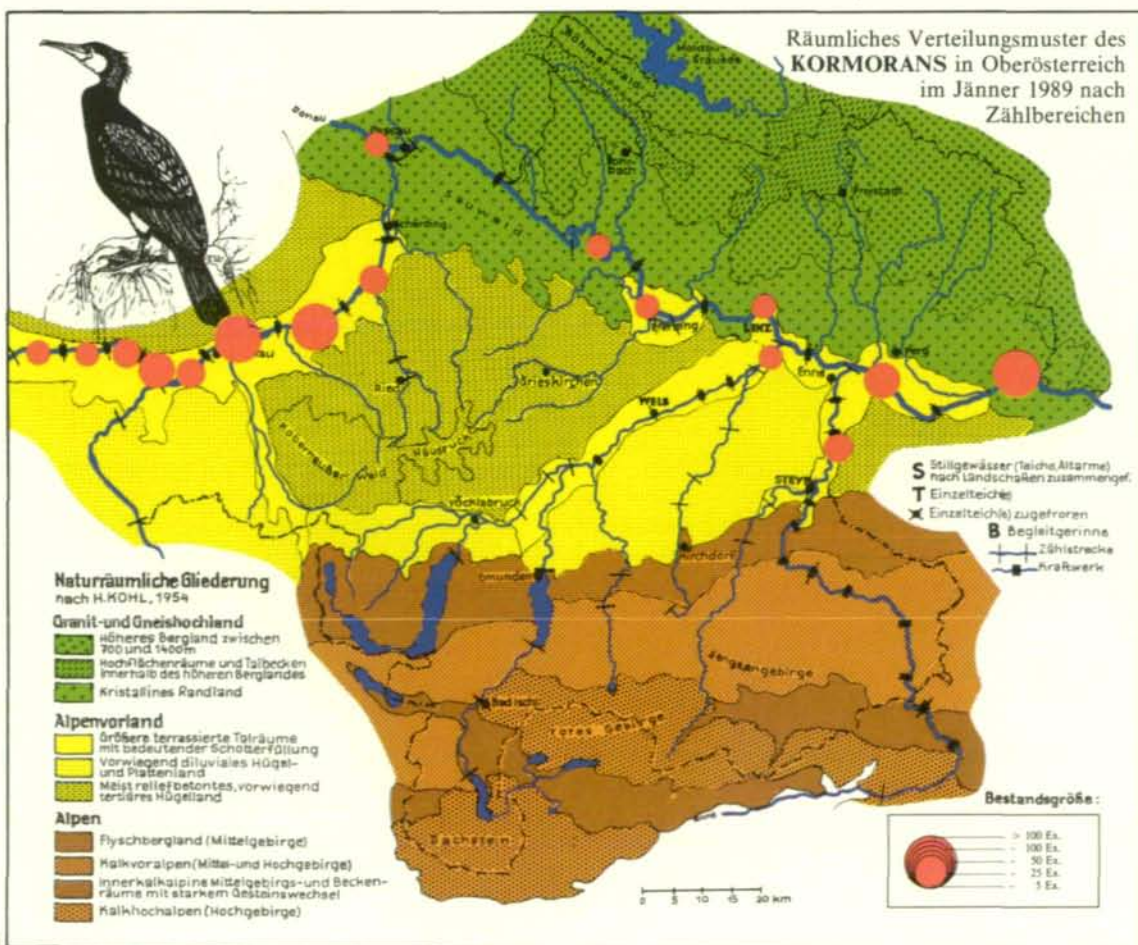 Räumliches Verteilungsmuster des
KORMORANS in Oberösterreich
im Jänner 1989 nach
Zählbereichen
Böhmerwald
Donau
Sauwald
Freistadt
Schärding
LINZ
Enns
Ried
Grieskirchen
WELS
Hausruck
Kobernaußer Wald
Vöcklabruck
STEYR
Kirchdorf
Gmunden
Sengsengebirge
Bad Ischl
Totes Gebirge
Dachstein
S Stillgewässer (Teiche, Altarme)
nach Landschaften zusammengef.
T Einzelteich(e)
Einzelteich(e) zugefroren
B Begleitgerinne
Zählstrecke
Kraftwerk
Naturräumliche Gliederung
nach H.KOHL, 1954
Granit- und Gneishochland
Höheres Bergland zwischen
700 und 1400m
Hochflächenräume und Talbecken
innerhalb des höheren Berglandes
Kristallines Randland
Alpenvorland
Größere terrassierte Talräume
mit bedeutender Schotterfüllung
Vorwiegend diluviales Hügel-
und Plattenland
Meist reliefbetontes, vorwiegend
tertiäres Hügelland
Alpen
Flyschbergland (Mittelgebirge)
Kalkvoralpen (Mittel- und Hochgebirge)
Innerkalkalpine Mittelgebirgs- und Becken-
räume mit starkem Gesteinswechsel
Kalkhochalpen (Hochgebirge)
0 5 10 15 20 km
Bestandsgröße:
> 100 Ex.
- 100 Ex.
- 50 Ex.
- 25 Ex.
- 5 Ex.